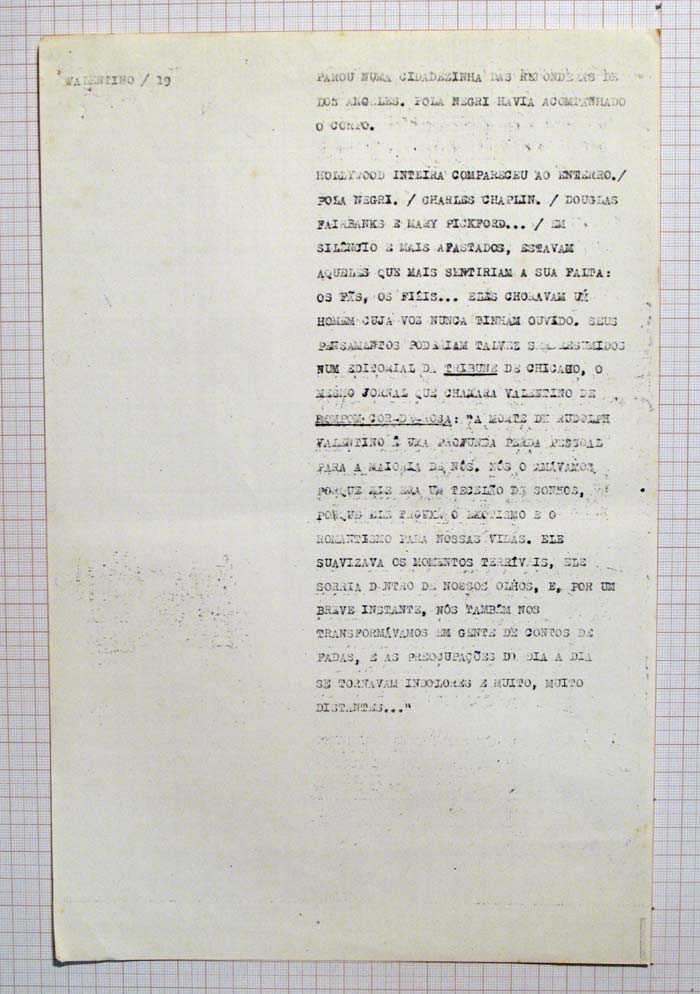 VALENTINO / 19
PAROU NUMA CIDADEZINHA DAS REDONDEZAS DE
DOS ANGELES. POLA NEGRI HAVIA ACOMPANHADO
O CORPO.
HOLLYWOOD INTEIRA COMPARECEU AO ENTERRO./
POLA NEGRI. / CHARLES CHAPLIN. / DOUGLAS
FAIRBANKS E MARY PICKFORD... / EM
SILÊNCIO E MAIS AFASTADOS, ESTAVAM
AQUELES QUE MAIS SENTIRIAM A SUA FALTA:
OS FÃS, OS FIÉIS... ELES CHORAVAM UM
HOMEM CUJA VOZ NUNCA TINHAM OUVIDO. SEUS
PENSAMENTOS PODERIAM TALVEZ SER RESUMIDOS
NUM EDITORIAL DA TRIBUNE DE CHICAGO, O
MESMO JORNAL QUE CHAMARA VALENTINO DE
POMPOM COR-DE-ROSA: "A MORTE DE RUDOLPH
VALENTINO É UMA PROFUNDA PERDA PESSOAL
PARA A MAIORIA DE NÓS. NÓS O AMÁVAMOS
PORQUE ELE ERA UM TECELÃO DE SONHOS,
PORQUE ELE TROUXE O EXOTISMO E O
ROMANTISMO PARA NOSSAS VIDAS. ELE
SUAVIZAVA OS MOMENTOS TERRÍVEIS, ELE
SORRIA DENTRO DE NOSSOS OLHOS, E, POR UM
BREVE INSTANTE, NÓS TAMBÉM NOS
TRANSFORMÁVAMOS EM GENTE DE CONTOS DE
FADAS, E AS PREOCUPAÇÕES DO DIA A DIA
SE TORNAVAM INDOLORES E MUITO, MUITO
DISTANTES..."